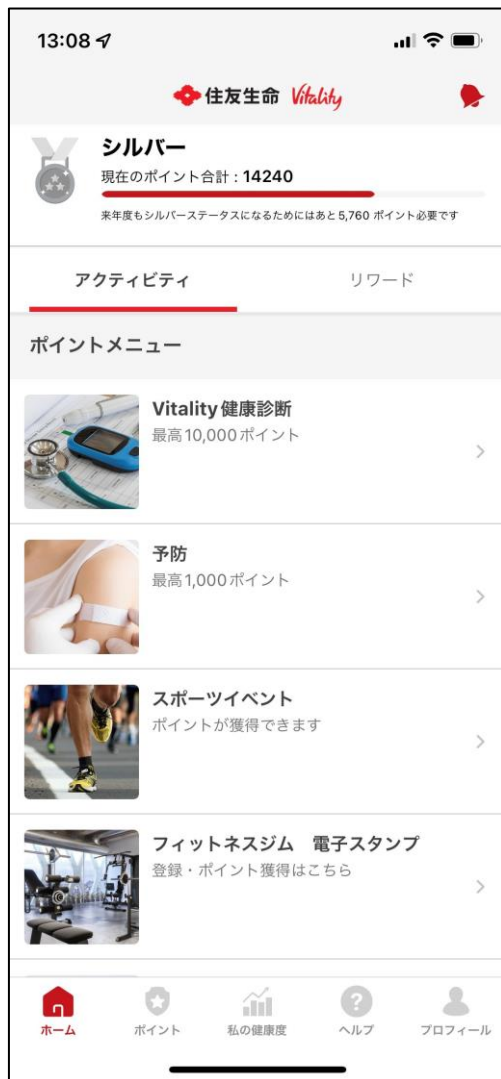 13:08
住友生命 Vitality
シルバー
現在のポイント合計：14240
来年度もシルバーステータスになるためにはあと5,760 ポイント必要です
アクティビティ リワード
ポイントメニュー
Vitality健康診断
最高10,000ポイント
予防
最高1,000ポイント
スポーツイベント
ポイントが獲得できます
フィットネスジム　電子スタンプ
登録・ポイント獲得はこちら
ホーム ポイント 私の健康度 ヘルプ プロフィール